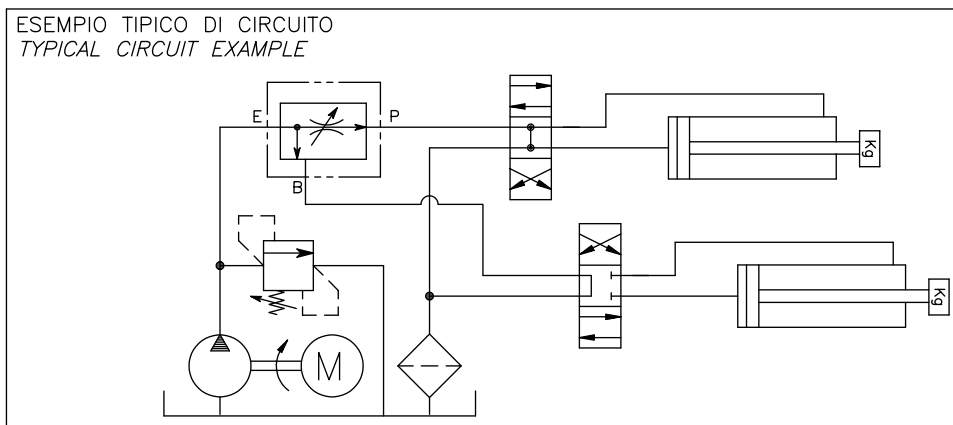 ESEMPIO TIPICO DI CIRCUITO
TYPICAL CIRCUIT EXAMPLE
E
P
B
Kg
Kg
M